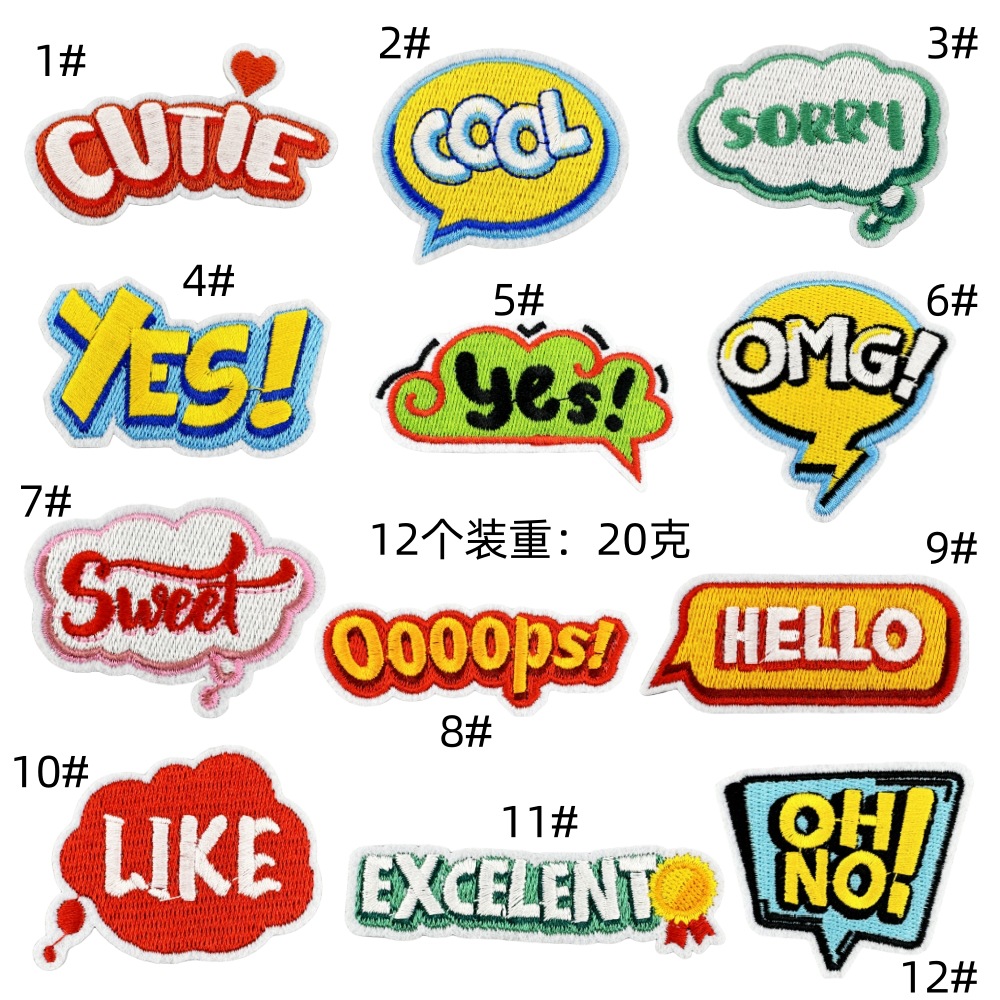 1#
CUTIE
2#
COOL
3#
SORRY
4#
YES!
5#
yes!
6#
OMG!
7#
Sweet
12个装重：20克
8#
Oooops!
9#
HELLO
10#
LIKE
11#
EXCELENT
12#
OH
NO!